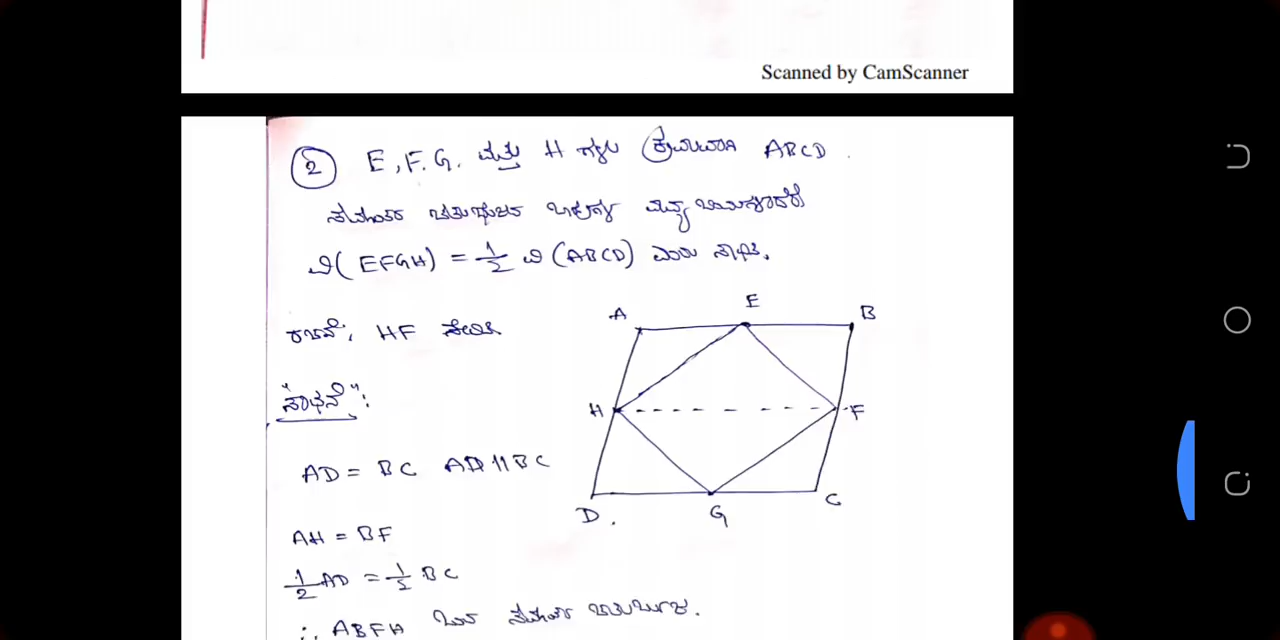 Scanned by CamScanner
2 E, F. G. ಮತ್ತು H ಗಳು ಕ್ರಮವಾಗಿ ABCD.
ಸಮಾಂತರ ಚತುರ್ಭುಜದ ಬಾಹುಗಳ ಮಧ್ಯಬಿಂದುಗಳಾದರೆ
ವಿ( EFGH) = 1/2 ವಿ (ABCD) ಎಂದು ಸಾಧಿಸಿ.
ರಚನೆ; HF ಸೇರಿಸಿ
"ಸಾಧನೆ":
A E B
H F
D. G C
AD = BC AD || BC
AH = BF
1/2 AD = 1/2 BC
∴ ABFH ಒಂದು ಸಮಾಂತರ ಚತುರ್ಭುಜ.